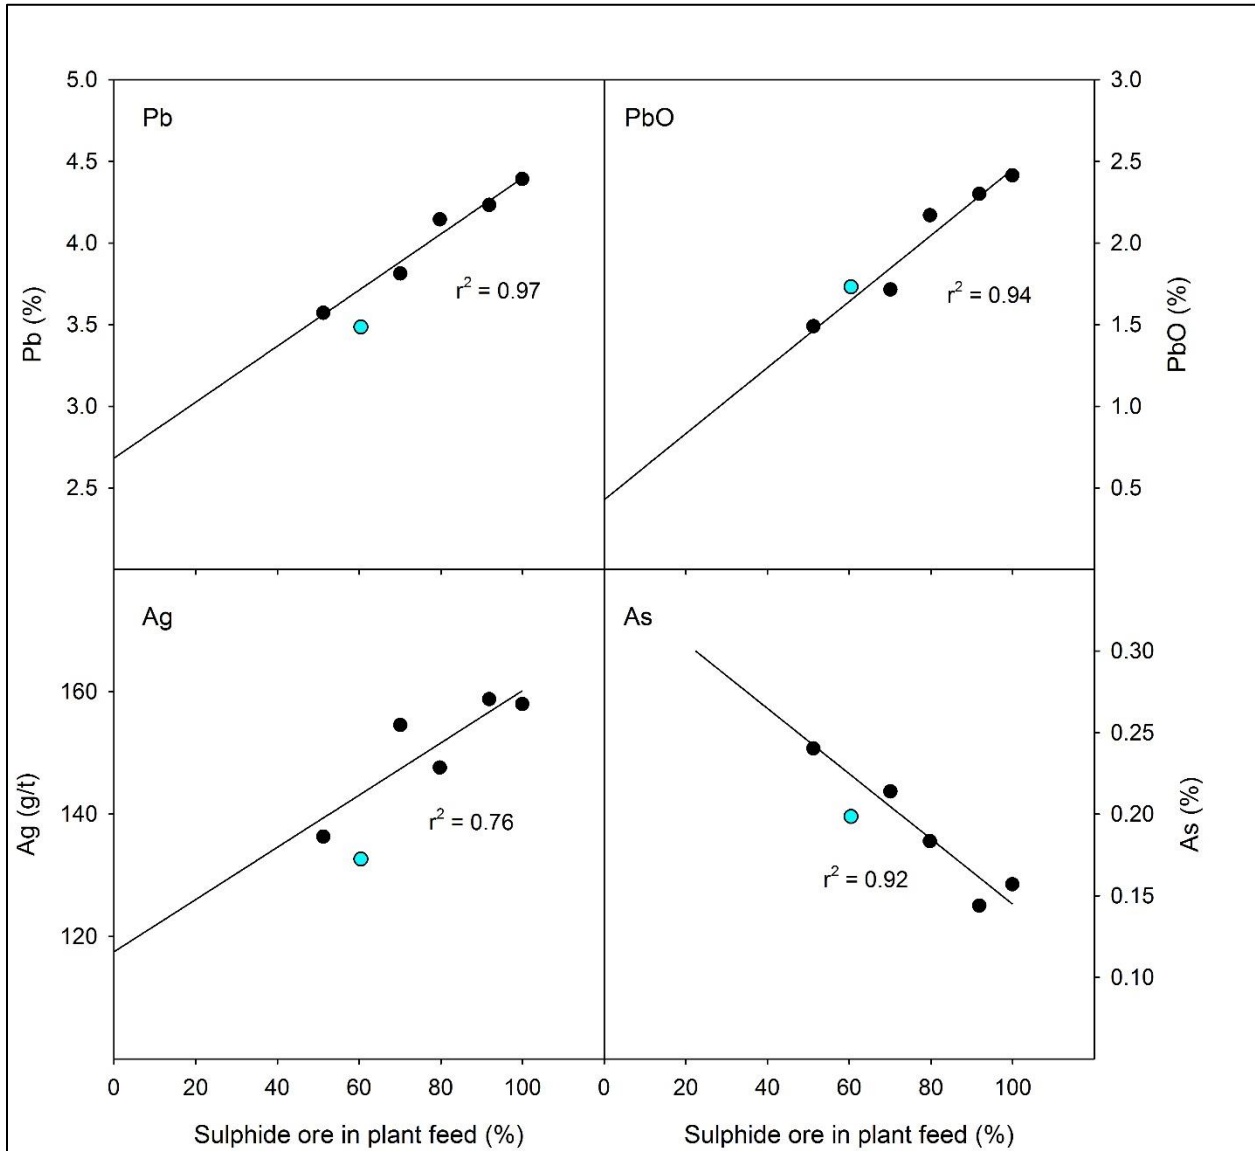 5.0
4.5
4.0
3.5
3.0
2.5
Pb (%)
Pb
r² = 0.97
PbO
r² = 0.94
3.0
2.5
2.0
1.5
1.0
0.5
PbO (%)
160
140
120
Ag (g/t)
Ag
r² = 0.76
As
r² = 0.92
0.30
0.25
0.20
0.15
0.10
As (%)
0 20 40 60 80 100
0 20 40 60 80 100
Sulphide ore in plant feed (%)
Sulphide ore in plant feed (%)